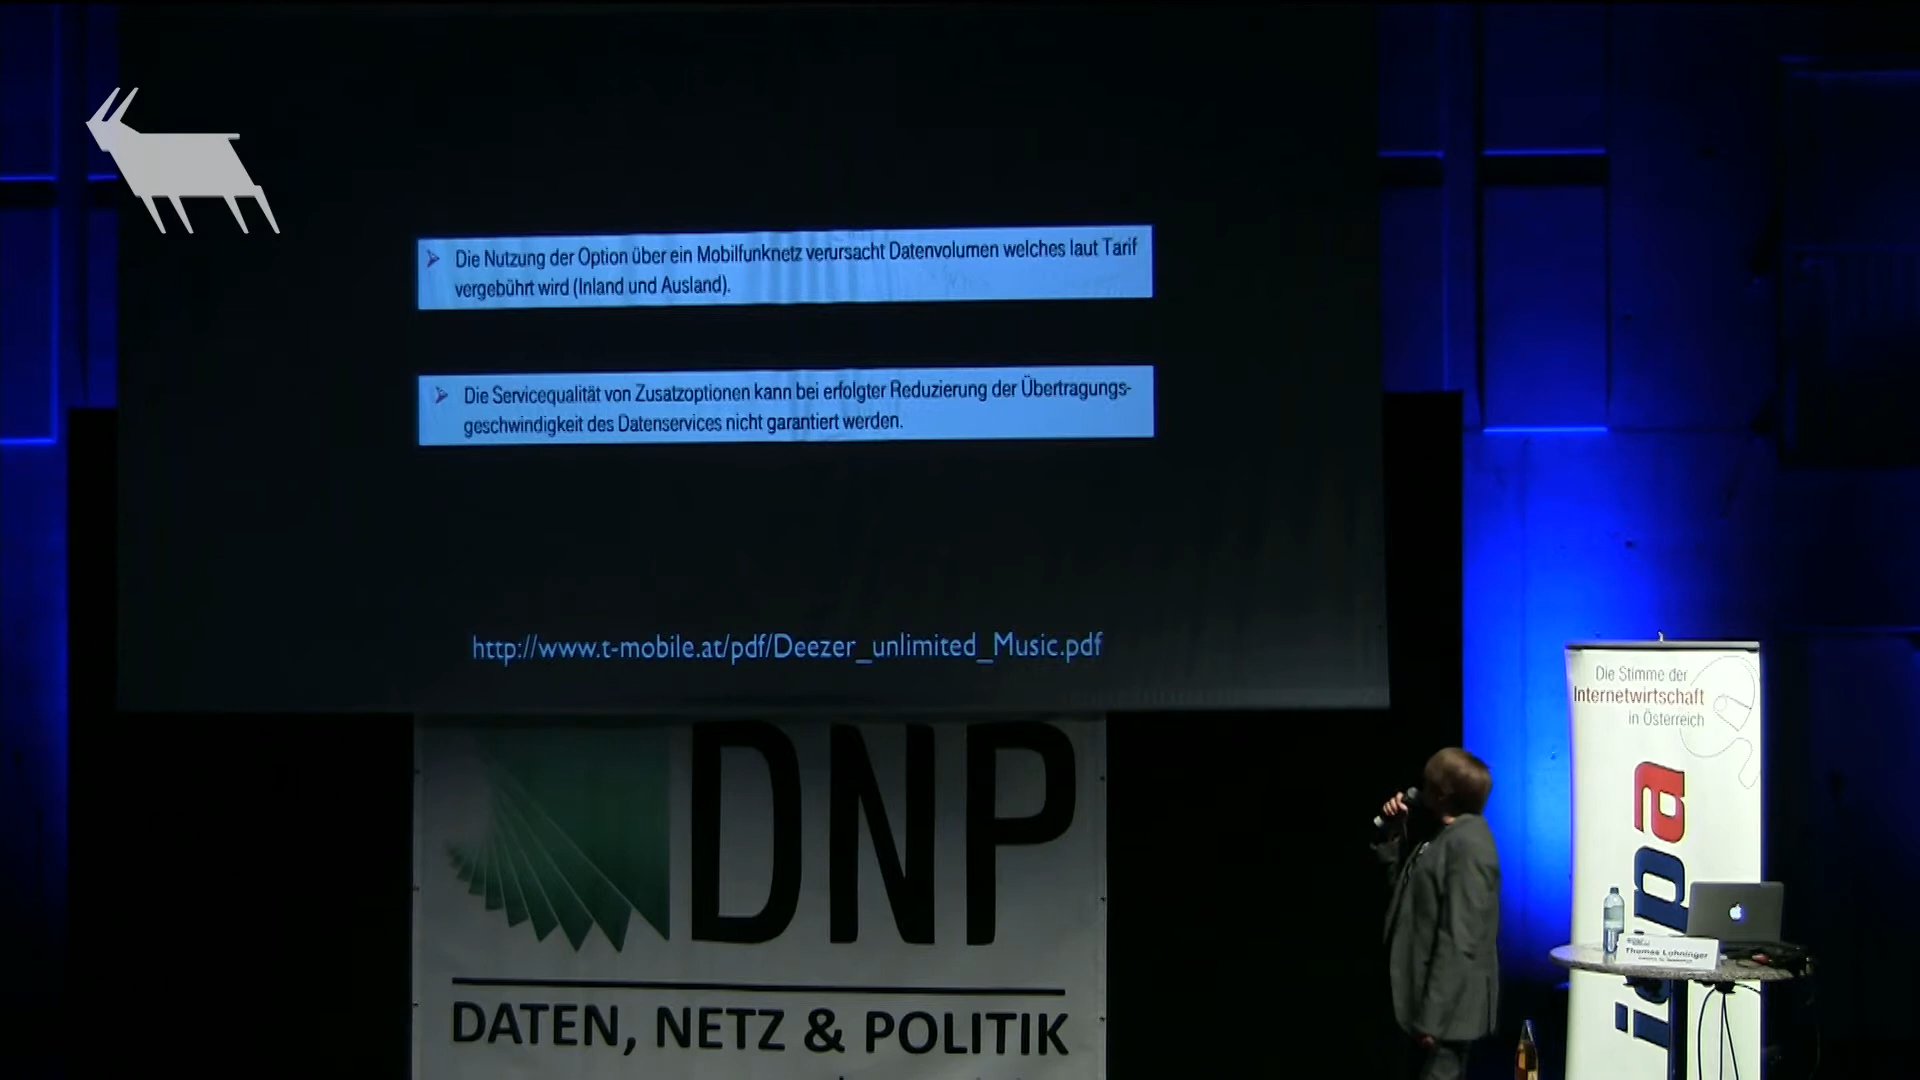 Die Nutzung der Option über ein Mobilfunknetz verursacht Datenvolumen welches laut Tarif
vergebührt wird (Inland und Ausland).
Die Servicequalität von Zusatzoptionen kann bei erfolgter Reduzierung der Übertragungs-
geschwindigkeit des Datenservices nicht garantiert werden.
http://www.t-mobile.at/pdf/Deezer_unlimited_Music.pdf
DNP
DATEN, NETZ & POLITIK
Die Stimme der
Internetwirtschaft
in Österreich
ispa
Thomas Lohninger